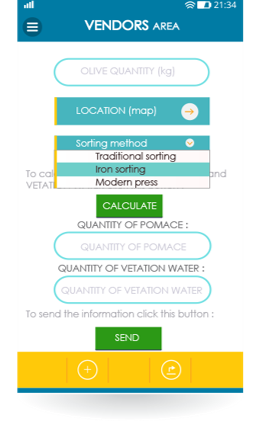 21:34
VENDORS AREA
OLIVE QUANTITY (kg)
LOCATION (map)
Sorting method
Traditional sorting
Iron sorting
Modern press
To cal
and
VETAT
CALCULATE
QUANTITY OF POMACE :
QUANTITY OF POMACE
QUANTITY OF VETATION WATER :
QUANTITY OF VETATION WATER
To send the information click this button :
SEND